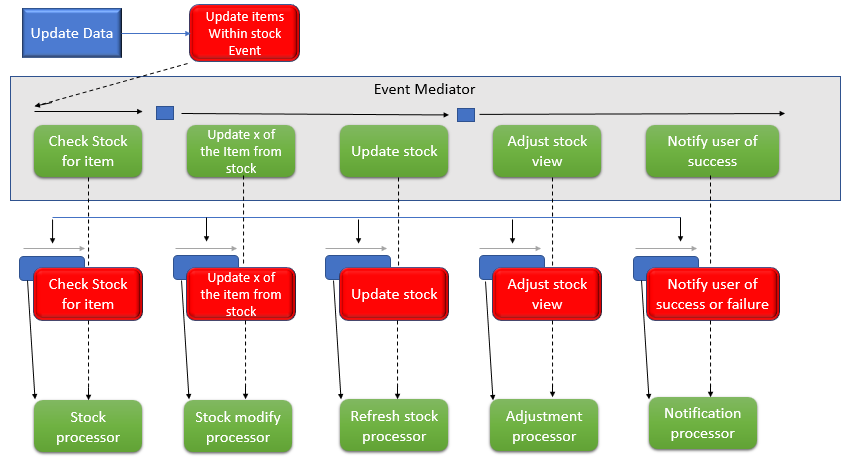 Update Data
Update items
Within stock
Event
Event Mediator
Check Stock
for item
Update x of
the Item from
stock
Update stock
Adjust stock
view
Notify user of
success
Check Stock
for item
Update x of
the item from
stock
Update stock
Adjust stock
view
Notify user of
success or failure
Stock
processor
Stock modify
processor
Refresh stock
processor
Adjustment
processor
Notification
processor